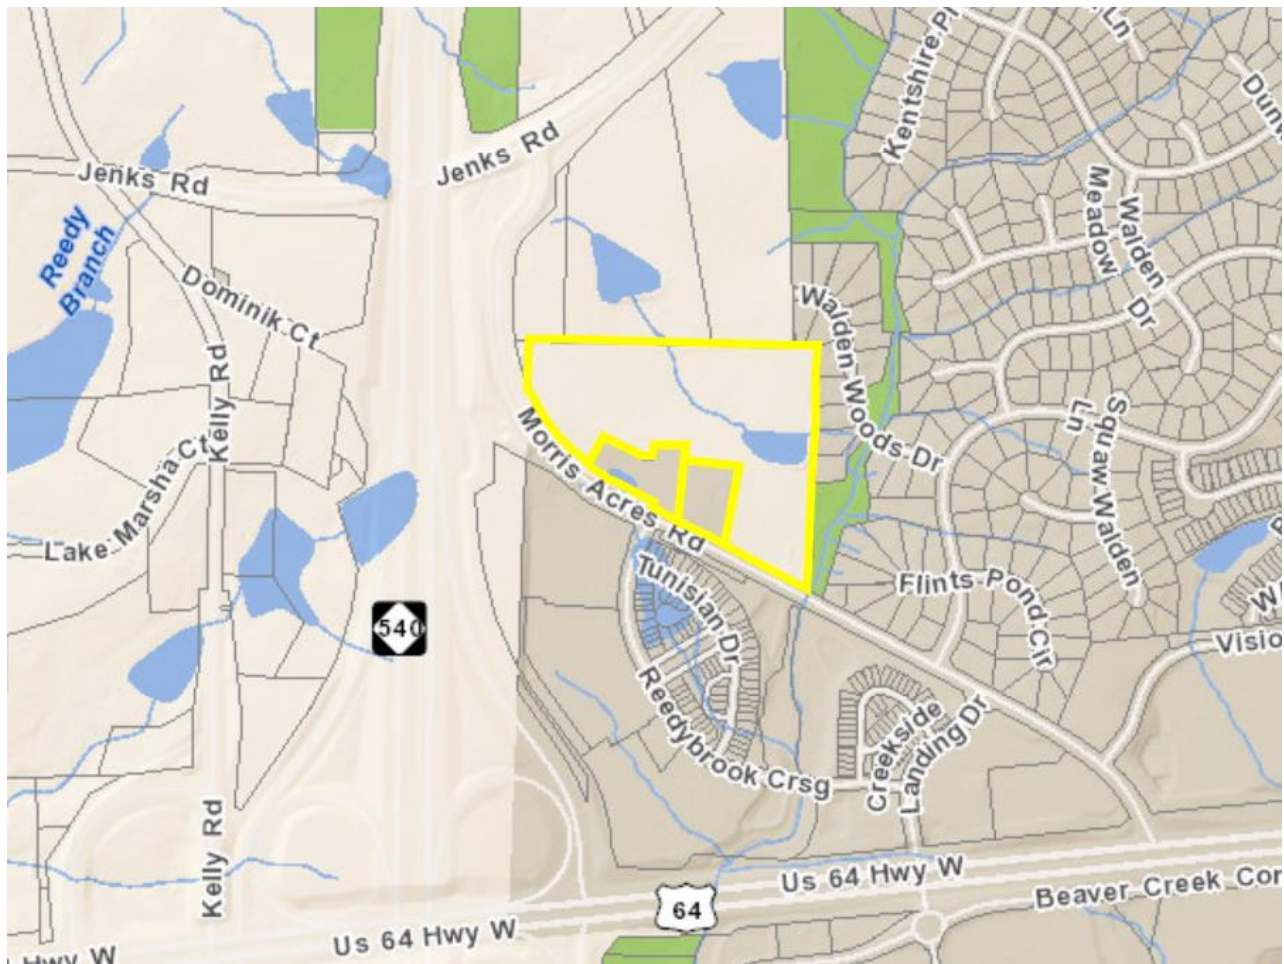 Kentshire Pl
Ln
Jenks Rd
Jenks Rd
Reedy
Branch
Meadow
Walden
Dr
Dominik Ct
Walden Woods Dr
Kelly Rd
Squaw Walden
Ln
Morris Acres Rd
Lake Marsha Ct
Tunisian Dr
Flints Pond Cir
540
Reedybrook Crsg
Creekside
Landing Dr
Kelly Rd
Us 64 Hwy W
64
Beaver Creek
Us 64 Hwy W
Hwy W